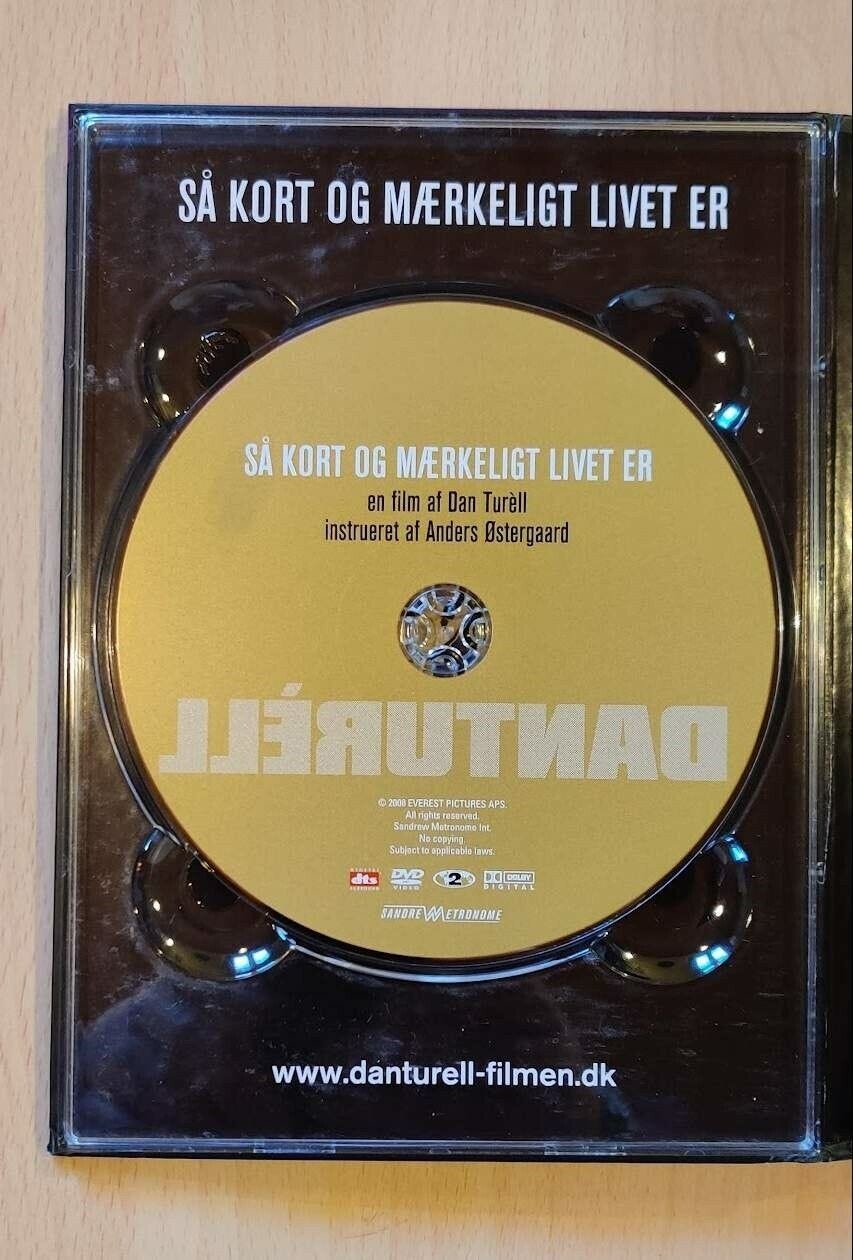 SÅ KORT OG MÆRKELIGT LIVET ER
SÅ KORT OG MÆRKELIGT LIVET ER
en film af Dan Turèll
instrueret af Anders Østergaard
DANTURÉLL
© 2008 EVEREST PICTURES APS.
All rights reserved.
Sandrew Metronome Int.
No copying.
Subject to applicable laws.
dts
DVD
VIDEO
2
DOLBY
DIGITAL
SANDREW METRONOME
www.danturell-filmen.dk